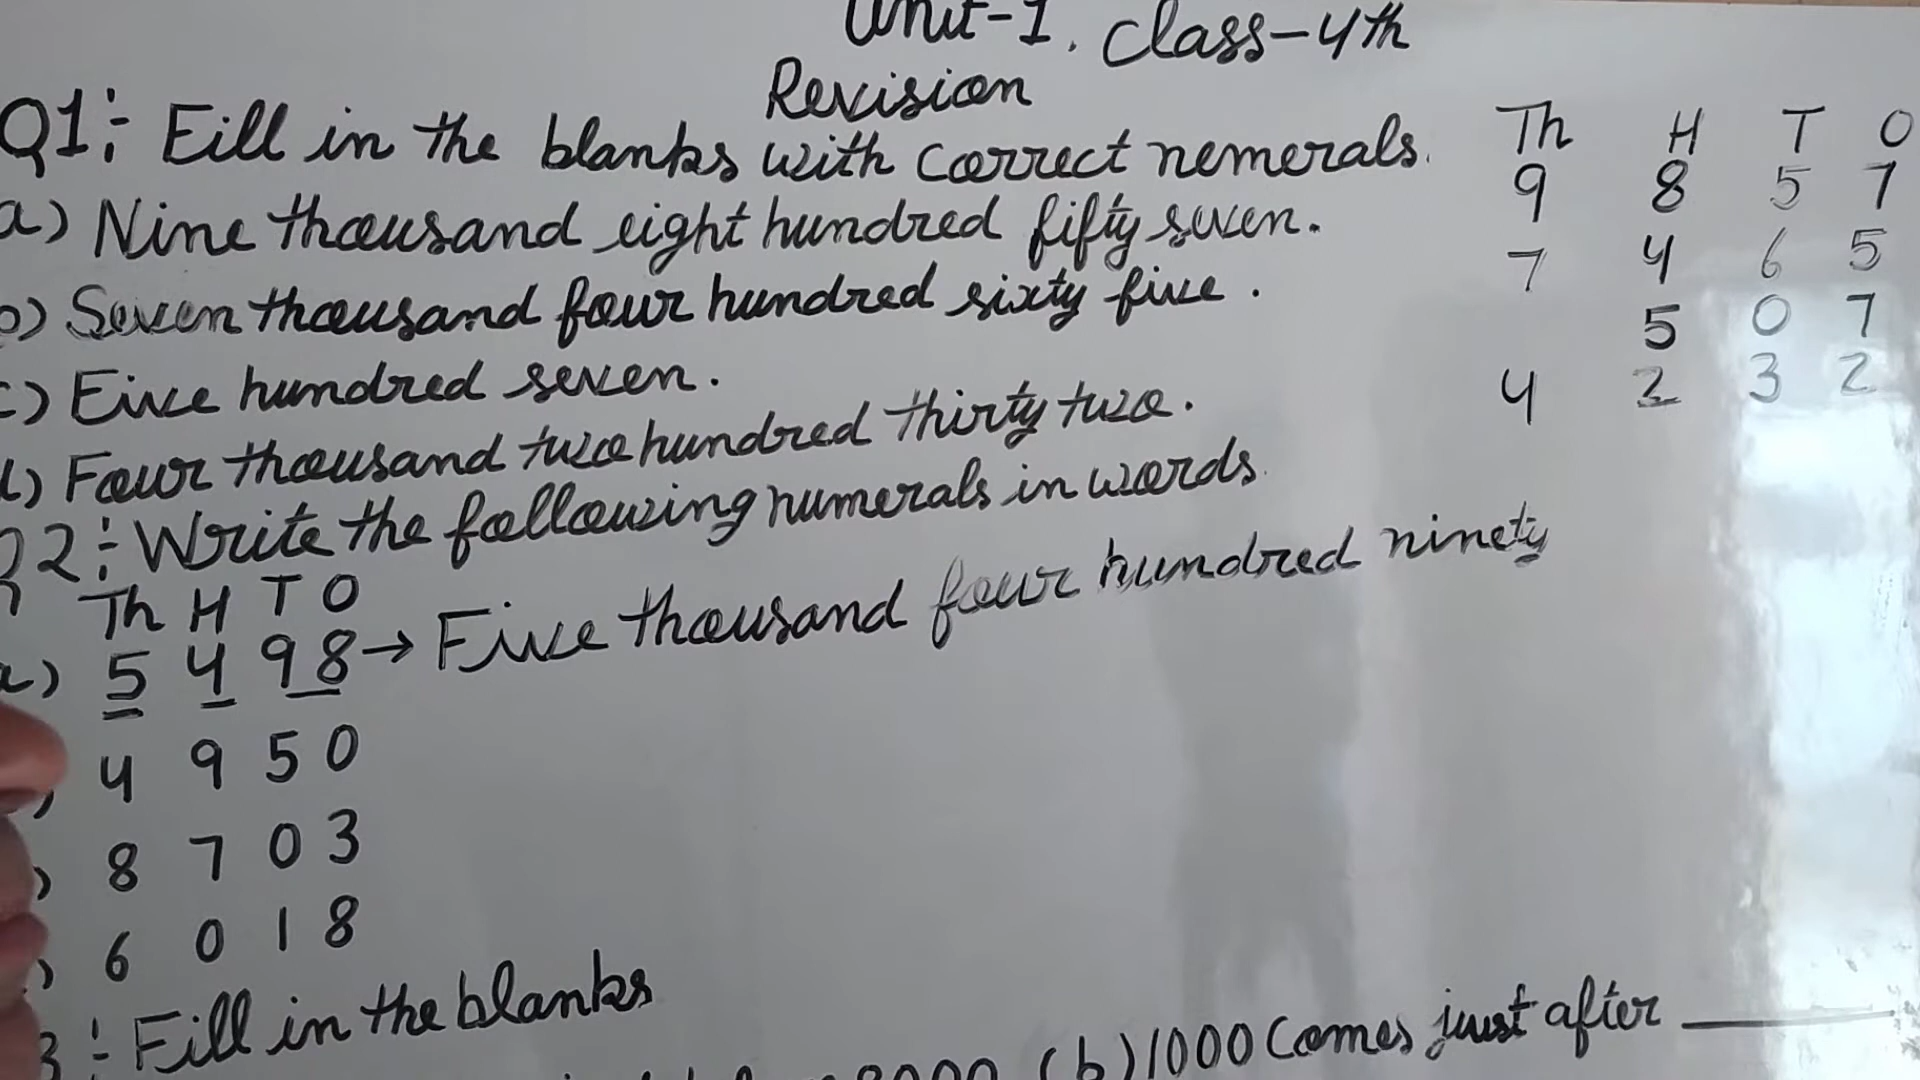 Unit-1. Class-4th
Revision
Q1:- Fill in the blanks with correct nemerals.
Th H T O
a) Nine thousand eight hundred fifty seven.
9 8 5 7
b) Seven thousand four hundred sixty five.
7 4 6 5
c) Five hundred seven.
5 0 7
d) Four thousand two hundred thirty two.
4 2 3 2
Q2:- Write the following numerals in words.
Th H T O
a) 5 4 9 8 → Five thousand four hundred ninety
4 9 5 0
) 8 7 0 3
) 6 0 1 8
3:- Fill in the blanks
(b) 1000 Comes just after